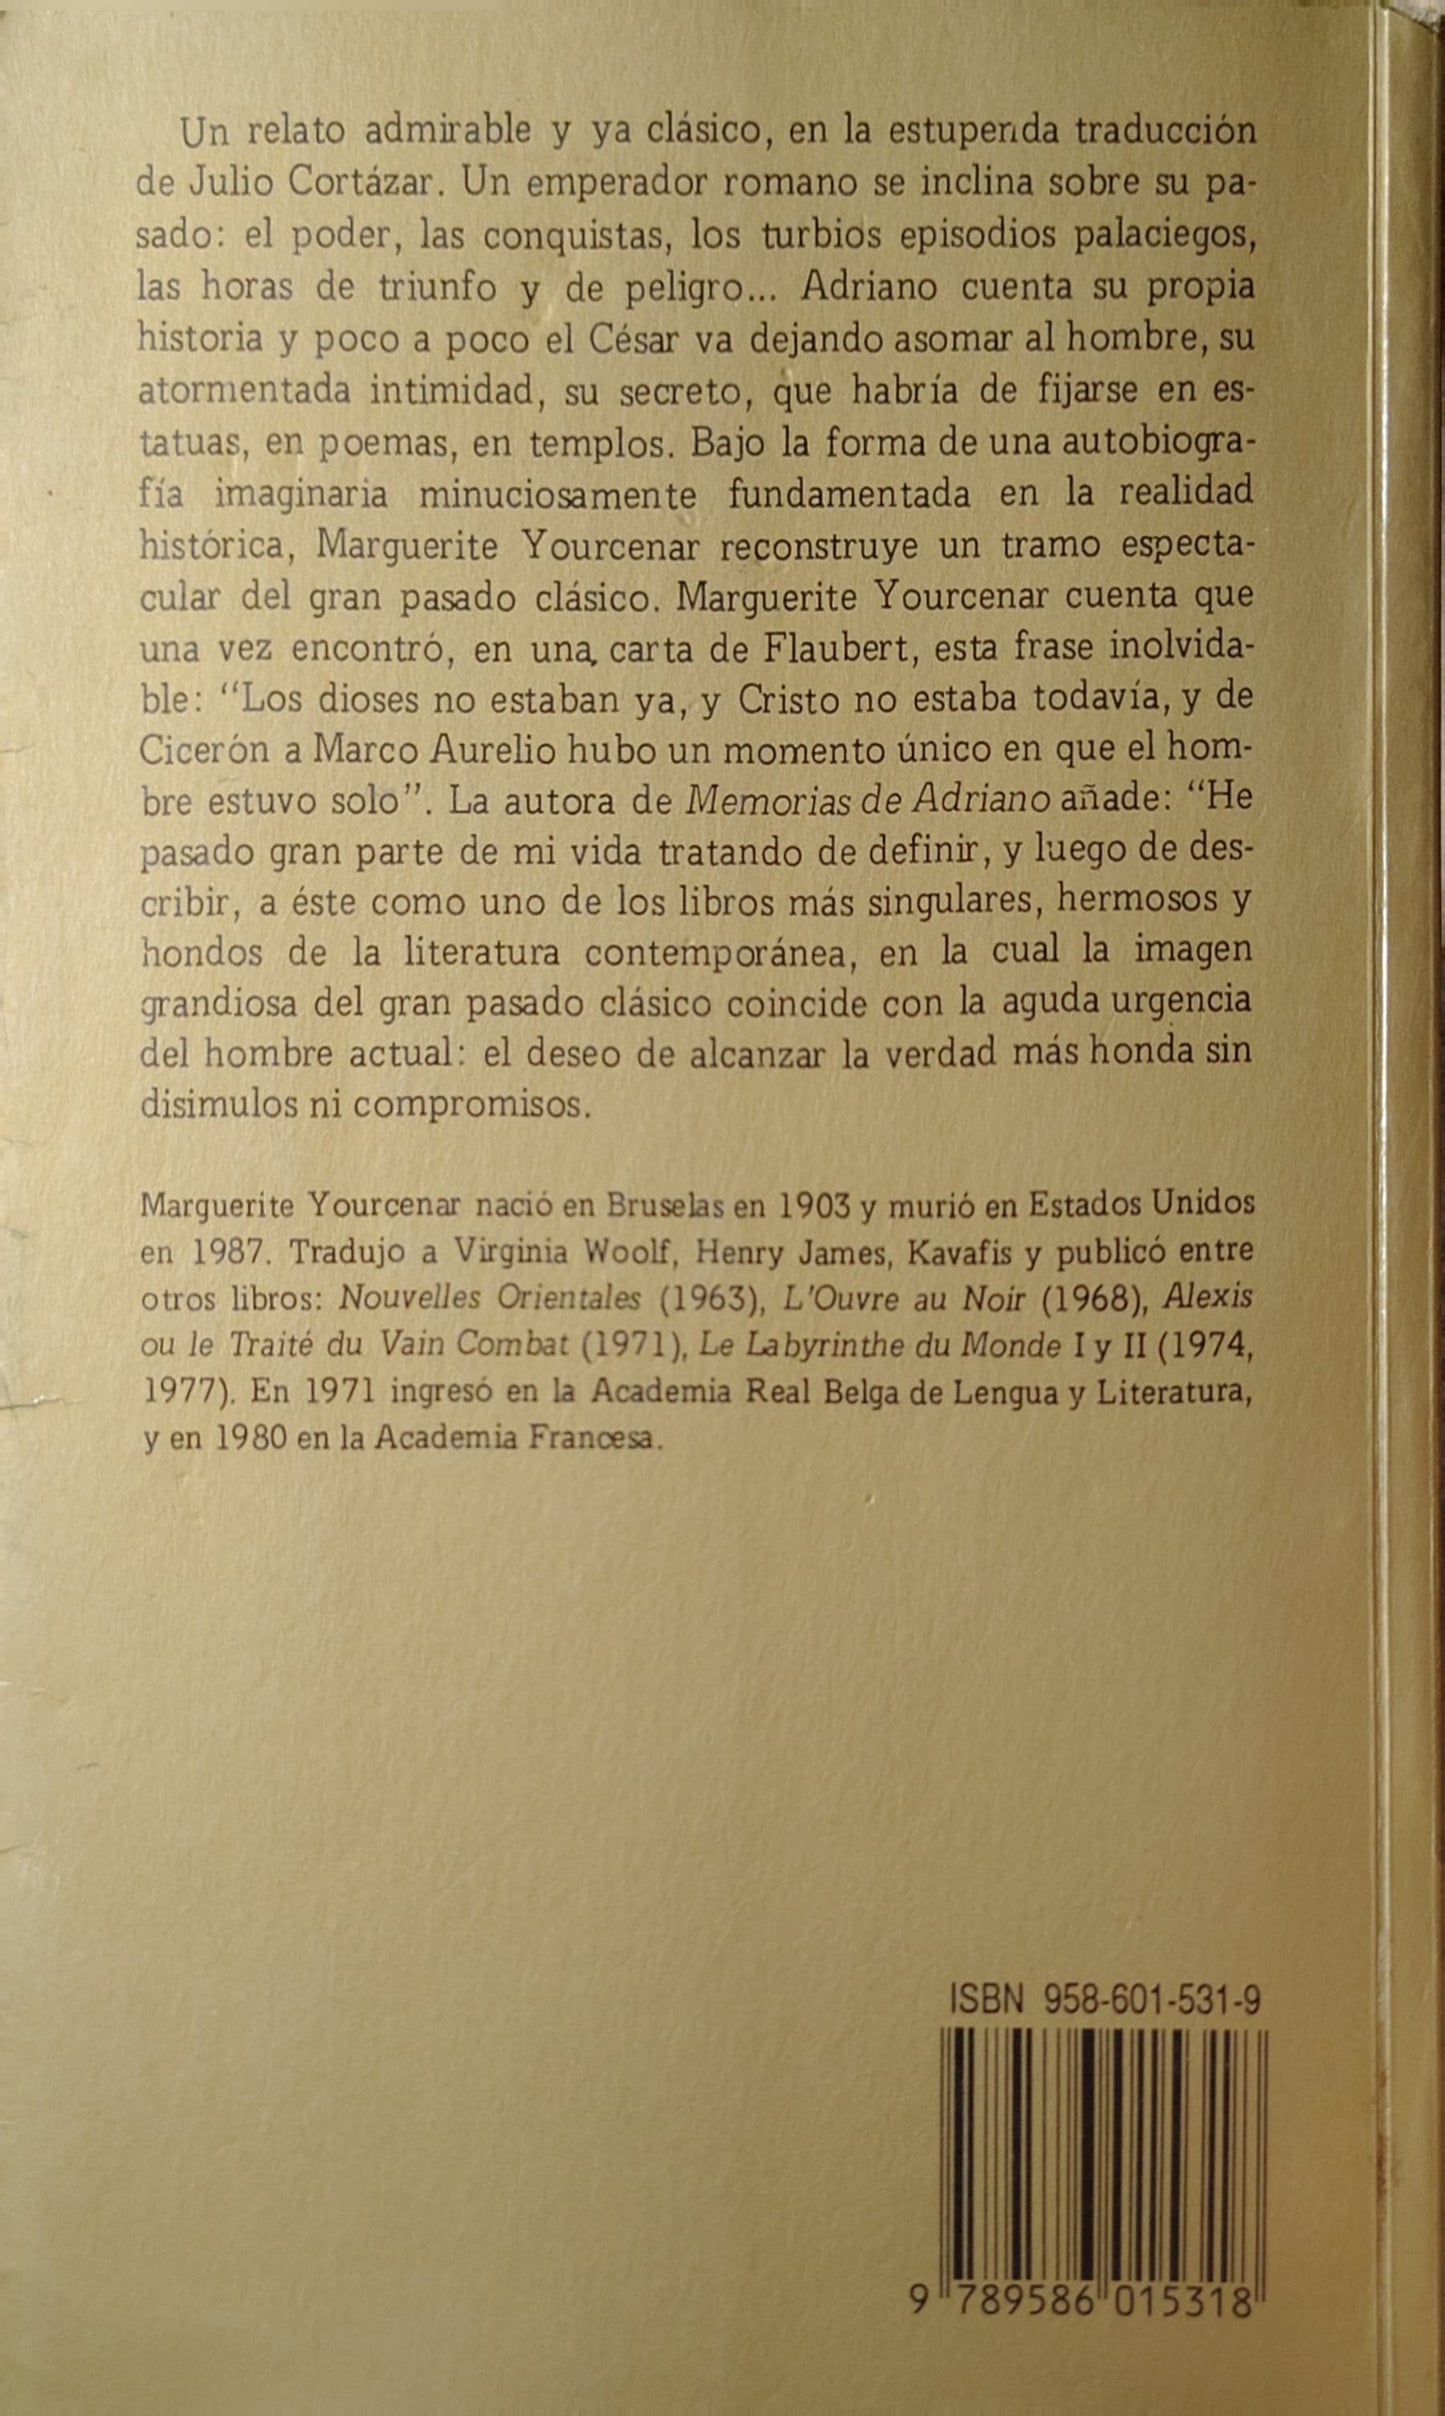 Un relato admirable y ya clásico, en la estupenda traducción
de Julio Cortázar. Un emperador romano se inclina sobre su pa-
sado: el poder, las conquistas, los turbios episodios palaciegos,
las horas de triunfo y de peligro... Adriano cuenta su propia
historia y poco a poco el César va dejando asomar al hombre, su
atormentada intimidad, su secreto, que habría de fijarse en es-
tatuas, en poemas, en templos. Bajo la forma de una autobiogra-
fía imaginaria minuciosamente fundamentada en la realidad
histórica, Marguerite Yourcenar reconstruye un tramo especta-
cular del gran pasado clásico. Marguerite Yourcenar cuenta que
una vez encontró, en una carta de Flaubert, esta frase inolvida-
ble: "Los dioses no estaban ya, y Cristo no estaba todavía, y de
Cicerón a Marco Aurelio hubo un momento único en que el hom-
bre estuvo solo". La autora de Memorias de Adriano añade: "He
pasado gran parte de mi vida tratando de definir, y luego de des-
cribir, a éste como uno de los libros más singulares, hermosos y
hondos de la literatura contemporánea, en la cual la imagen
grandiosa del gran pasado clásico coincide con la aguda urgencia
del hombre actual: el deseo de alcanzar la verdad más honda sin
disimulos ni compromisos.
Marguerite Yourcenar nació en Bruselas en 1903 y murió en Estados Unidos
en 1987. Tradujo a Virginia Woolf, Henry James, Kavafis y publicó entre
otros libros: Nouvelles Orientales (1963), L'Ouvre au Noir (1968), Alexis
ou le Traité du Vain Combat (1971), Le Labyrinthe du Monde I y II (1974,
1977). En 1971 ingresó en la Academia Real Belga de Lengua y Literatura,
y en 1980 en la Academia Francesa.
ISBN 958-601-531-9
9 789586 015318